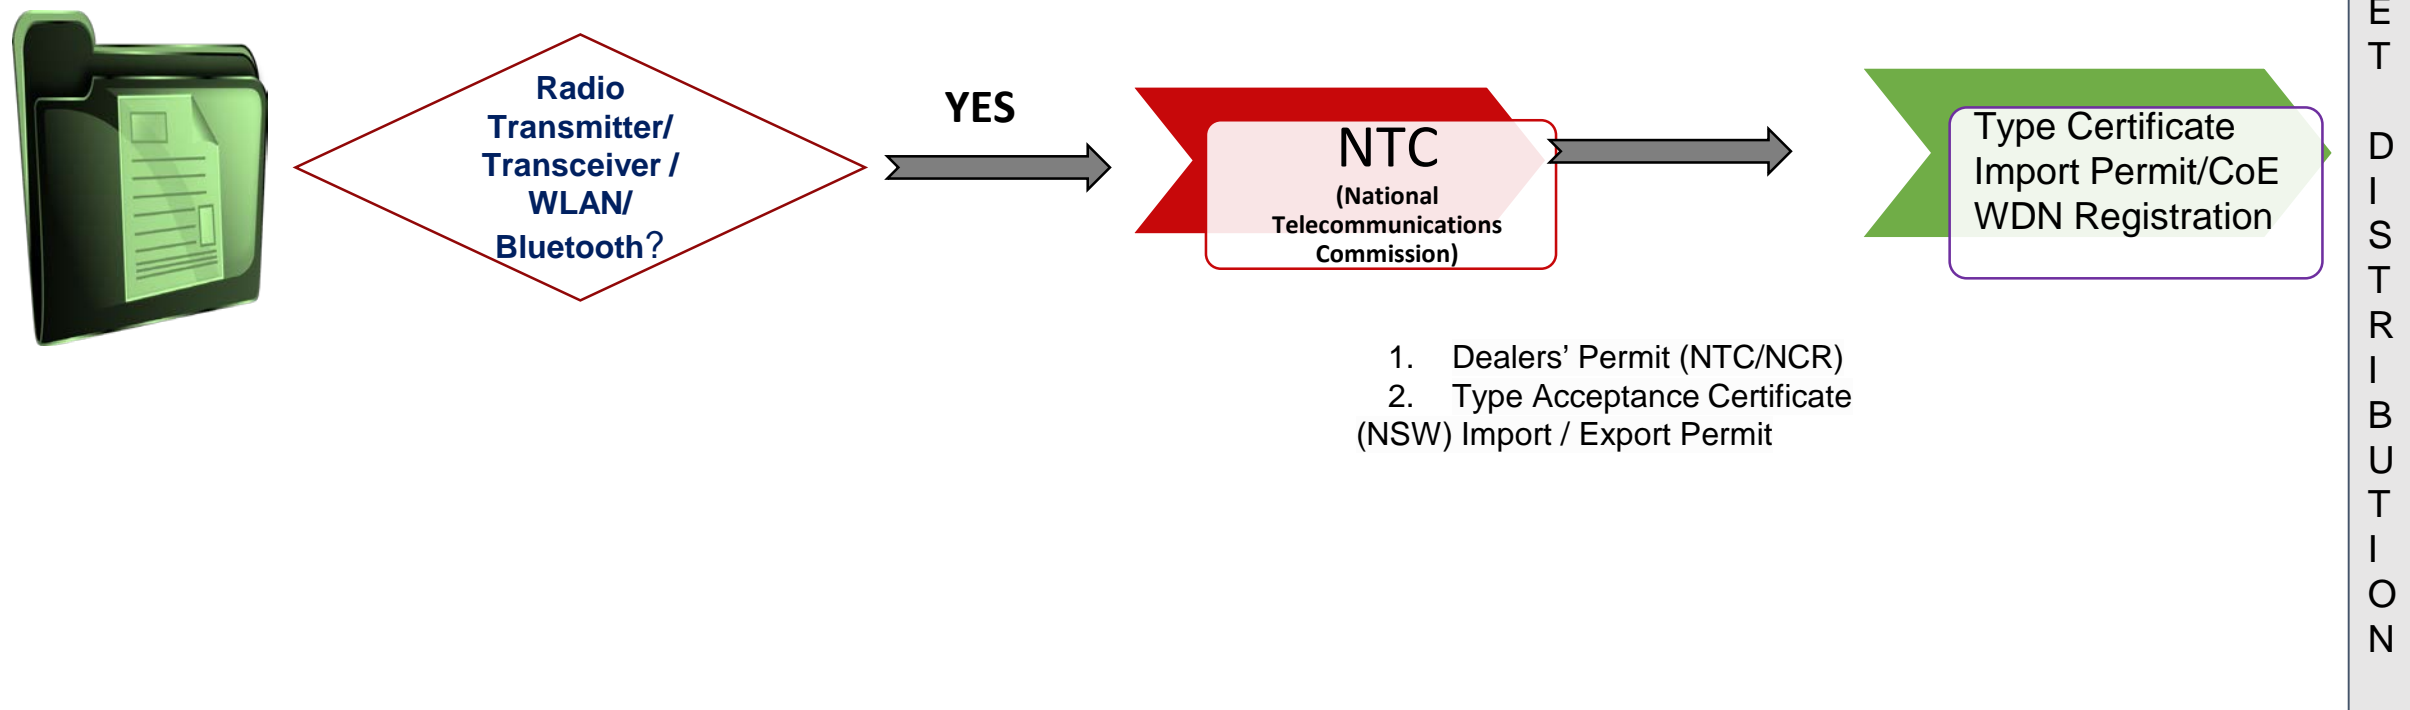 Radio
Transmitter/
Transceiver /
WLAN/
Bluetooth?
YES
NTC
(National
Telecommunications
Commission)
Type Certificate
Import Permit/CoE
WDN Registration
1. Dealers’ Permit (NTC/NCR)
2. Type Acceptance Certificate
(NSW) Import / Export Permit
E
T
D
I
S
T
R
I
B
U
T
I
O
N